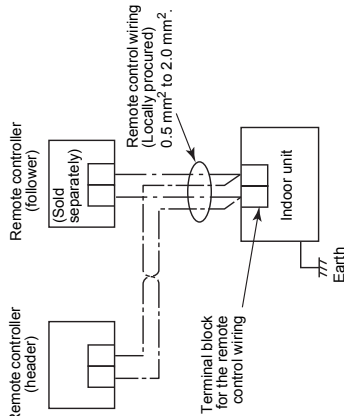 Remote controller
(header)
Remote controller
(follower)
(Sold
separately)
Remote control wiring
(Locally procured)
0.5 mm² to 2.0 mm².
Terminal block
for the remote
control wiring
Indoor unit
Earth